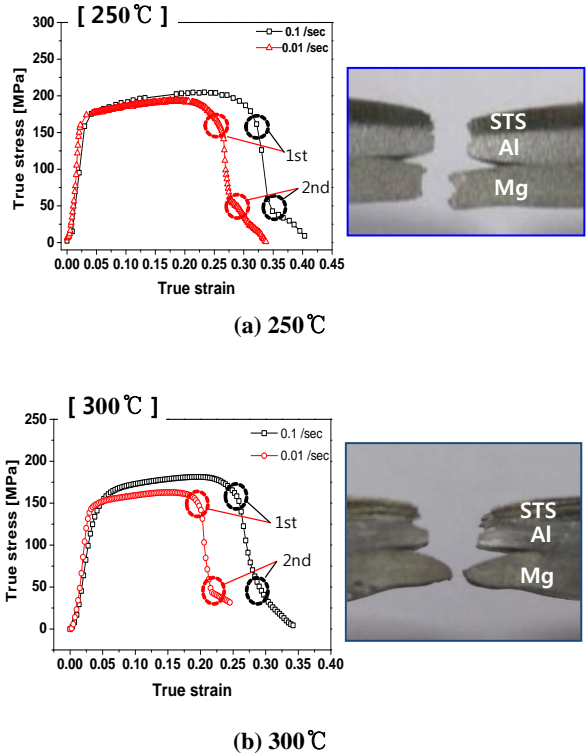 [ 250℃ ]
300
250
200
150
100
50
0
True stress [MPa]
0.1 /sec
0.01 /sec
1st
2nd
0.00 0.05 0.10 0.15 0.20 0.25 0.30 0.35 0.40 0.45
True strain
STS
Al
Mg
(a) 250℃
[ 300℃ ]
250
200
150
100
50
0
True stress [MPa]
0.1 /sec
0.01 /sec
1st
2nd
0.00 0.05 0.10 0.15 0.20 0.25 0.30 0.35 0.40
True strain
STS
Al
Mg
(b) 300℃